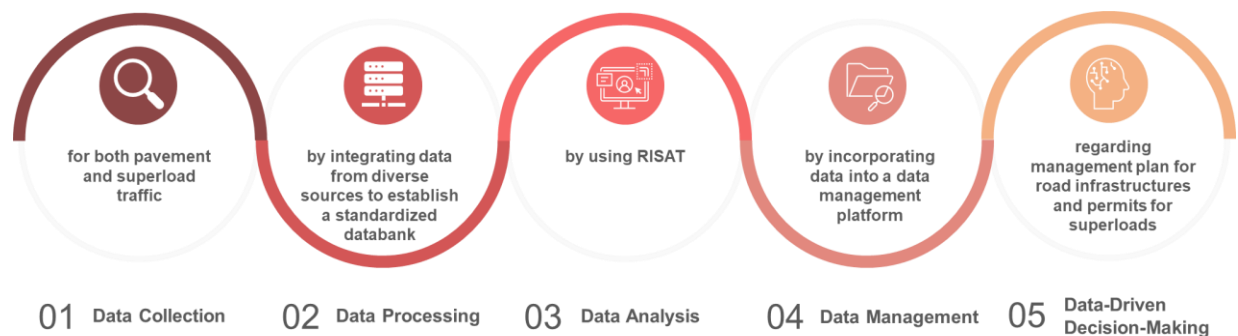 for both pavement
and superload
traffic
by integrating data
from diverse
sources to establish
a standardized
databank
by using RISAT
by incorporating
data into a data
management
platform
regarding
management plan for
road infrastructures
and permits for
superloads
01 Data Collection
02 Data Processing
03 Data Analysis
04 Data Management
05 Data-Driven
Decision-Making